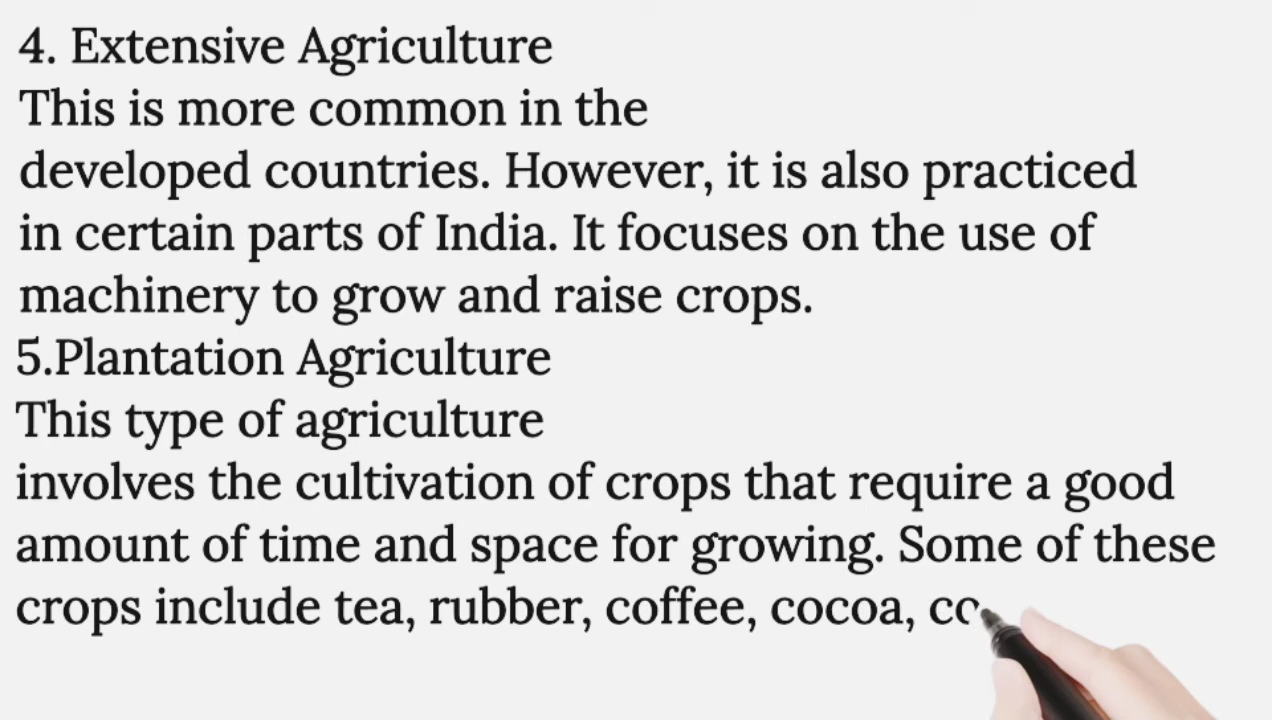 4. Extensive Agriculture
This is more common in the
developed countries. However, it is also practiced
in certain parts of India. It focuses on the use of
machinery to grow and raise crops.
5.Plantation Agriculture
This type of agriculture
involves the cultivation of crops that require a good
amount of time and space for growing. Some of these
crops include tea, rubber, coffee, cocoa, co